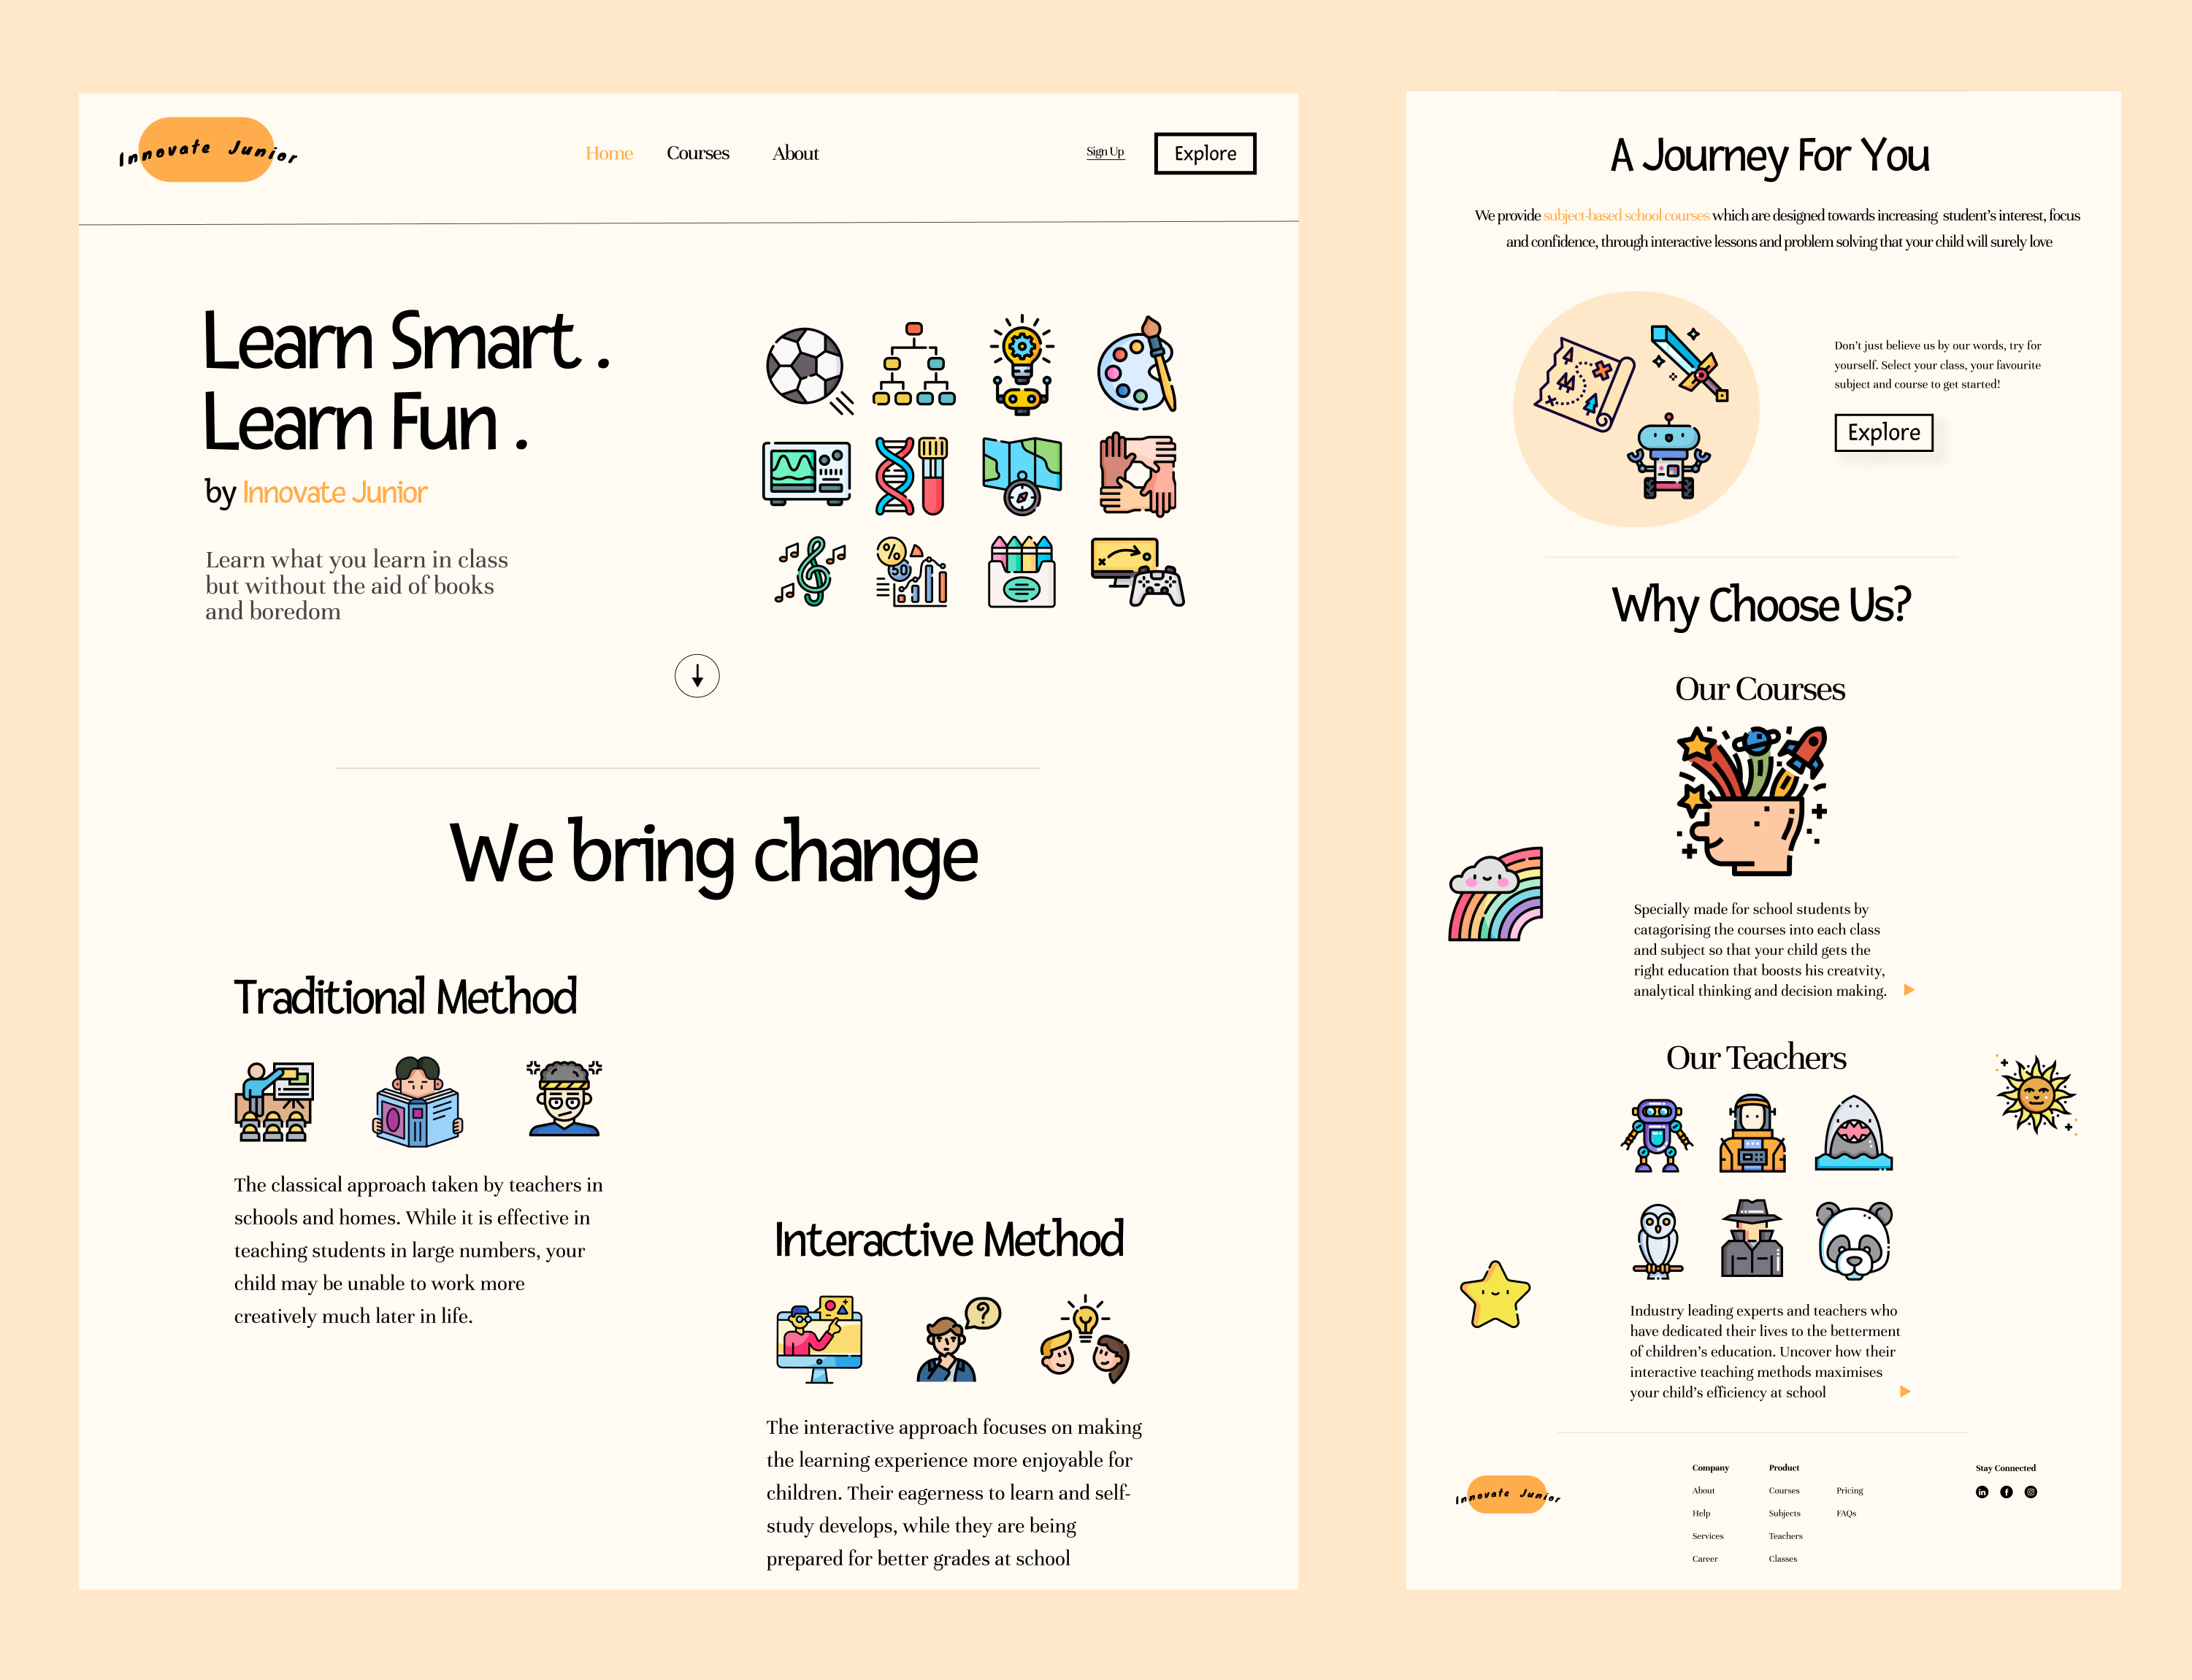 Innovate Junior
Home Courses About
Sign Up Explore
Learn Smart .
Learn Fun .
by Innovate Junior
Learn what you learn in class
but without the aid of books
and boredom
%
50
We bring change
Traditional Method
The classical approach taken by teachers in
schools and homes. While it is effective in
teaching students in large numbers, your
child may be unable to work more
creatively much later in life.
Interactive Method
?
The interactive approach focuses on making
the learning experience more enjoyable for
children. Their eagerness to learn and self-
study develops, while they are being
prepared for better grades at school
A Journey For You
We provide subject-based school courses which are designed towards increasing student's interest, focus
and confidence, through interactive lessons and problem solving that your child will surely love
Don't just believe us by our words, try for
yourself. Select your class, your favourite
subject and course to get started!
Explore
Why Choose Us?
Our Courses
Specially made for school students by
catagorising the courses into each class
and subject so that your child gets the
right education that boosts his creatvity,
analytical thinking and decision making.
Our Teachers
Industry leading experts and teachers who
have dedicated their lives to the betterment
of children's education. Uncover how their
interactive teaching methods maximises
your child's efficiency at school
Innovate Junior
Company
About
Help
Services
Career
Product
Courses
Subjects
Teachers
Classes
Pricing
FAQs
Stay Connected
in f